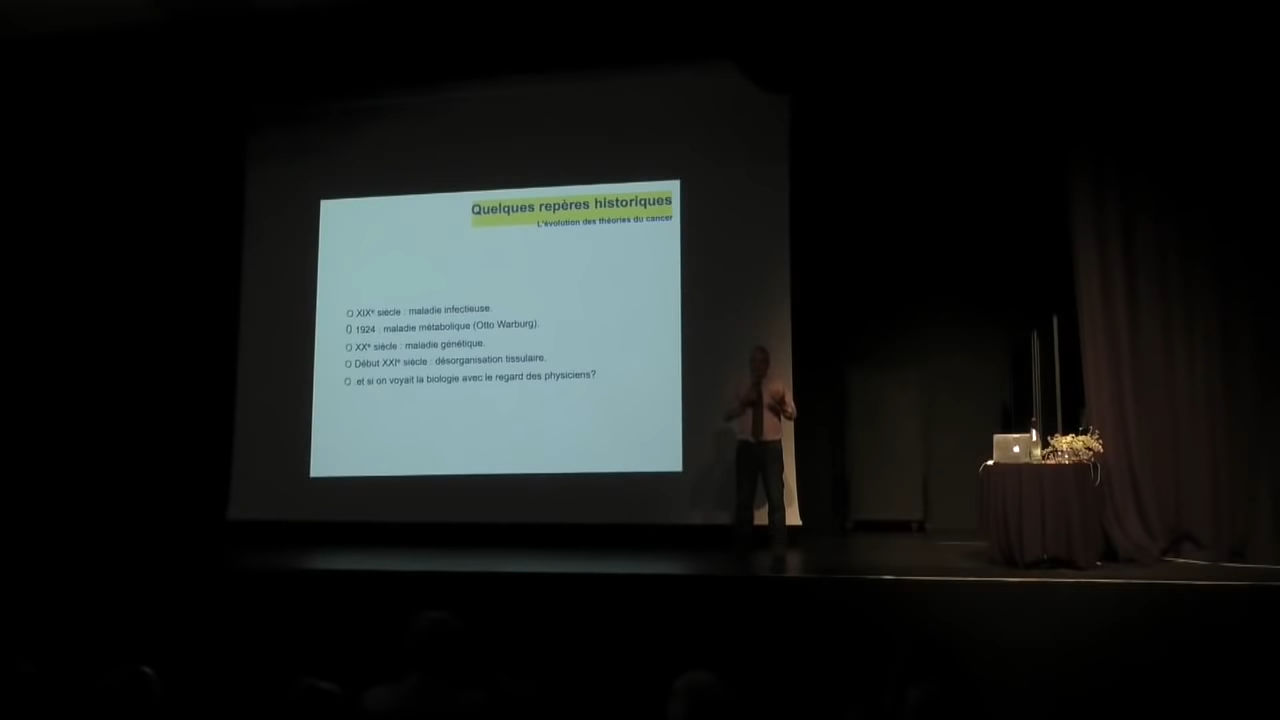 Quelques repères historiques
L'évolution des théories du cancer
XIXe siècle : maladie infectieuse.
1924 : maladie métabolique (Otto Warburg).
XXe siècle : maladie génétique.
Début XXIe siècle : désorganisation tissulaire.
et si on voyait la biologie avec le regard des physiciens?